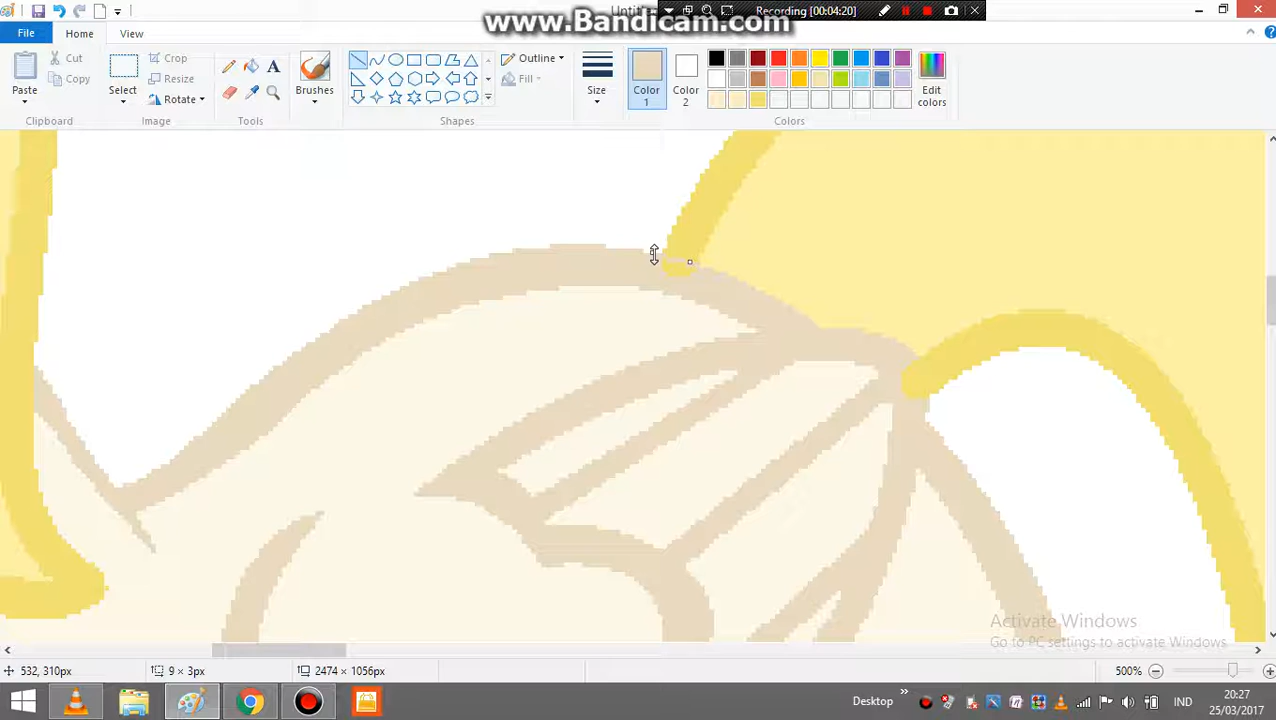 Untitl
Recording [00:04:20]
www.Bandicam.com
File
Home
View
Paste
Cut
Copy
Clipboard
Select
Crop
Resize
Rotate
Image
A
Tools
Brushes
Shapes
Outline
Fill
Size
Color
1
Color
2
Edit
colors
Colors
Activate Windows
Go to PC settings to activate Windows.
532, 310px
9 × 3px
2474 × 1056px
500%
Desktop
IND
20:27
25/03/2017